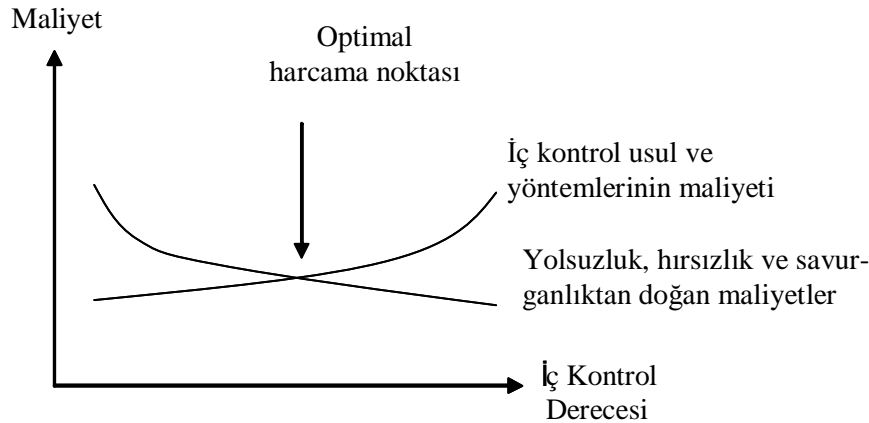 Maliyet
Optimal
harcama noktası
İç kontrol usul ve
yöntemlerinin maliyeti
Yolsuzluk, hırsızlık ve savur-
ganlıktan doğan maliyetler
İç Kontrol
Derecesi